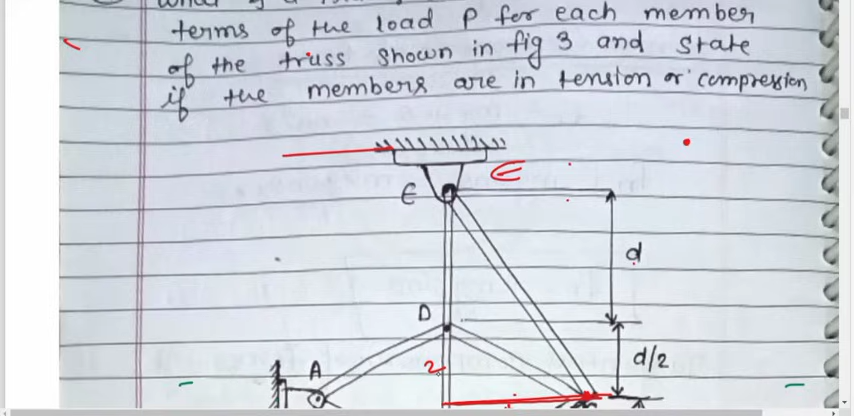 terms of the load P for each member
of the truss shown in fig 3 and state
if the members are in tension or compression
E
E
d
D
d/2
A
2